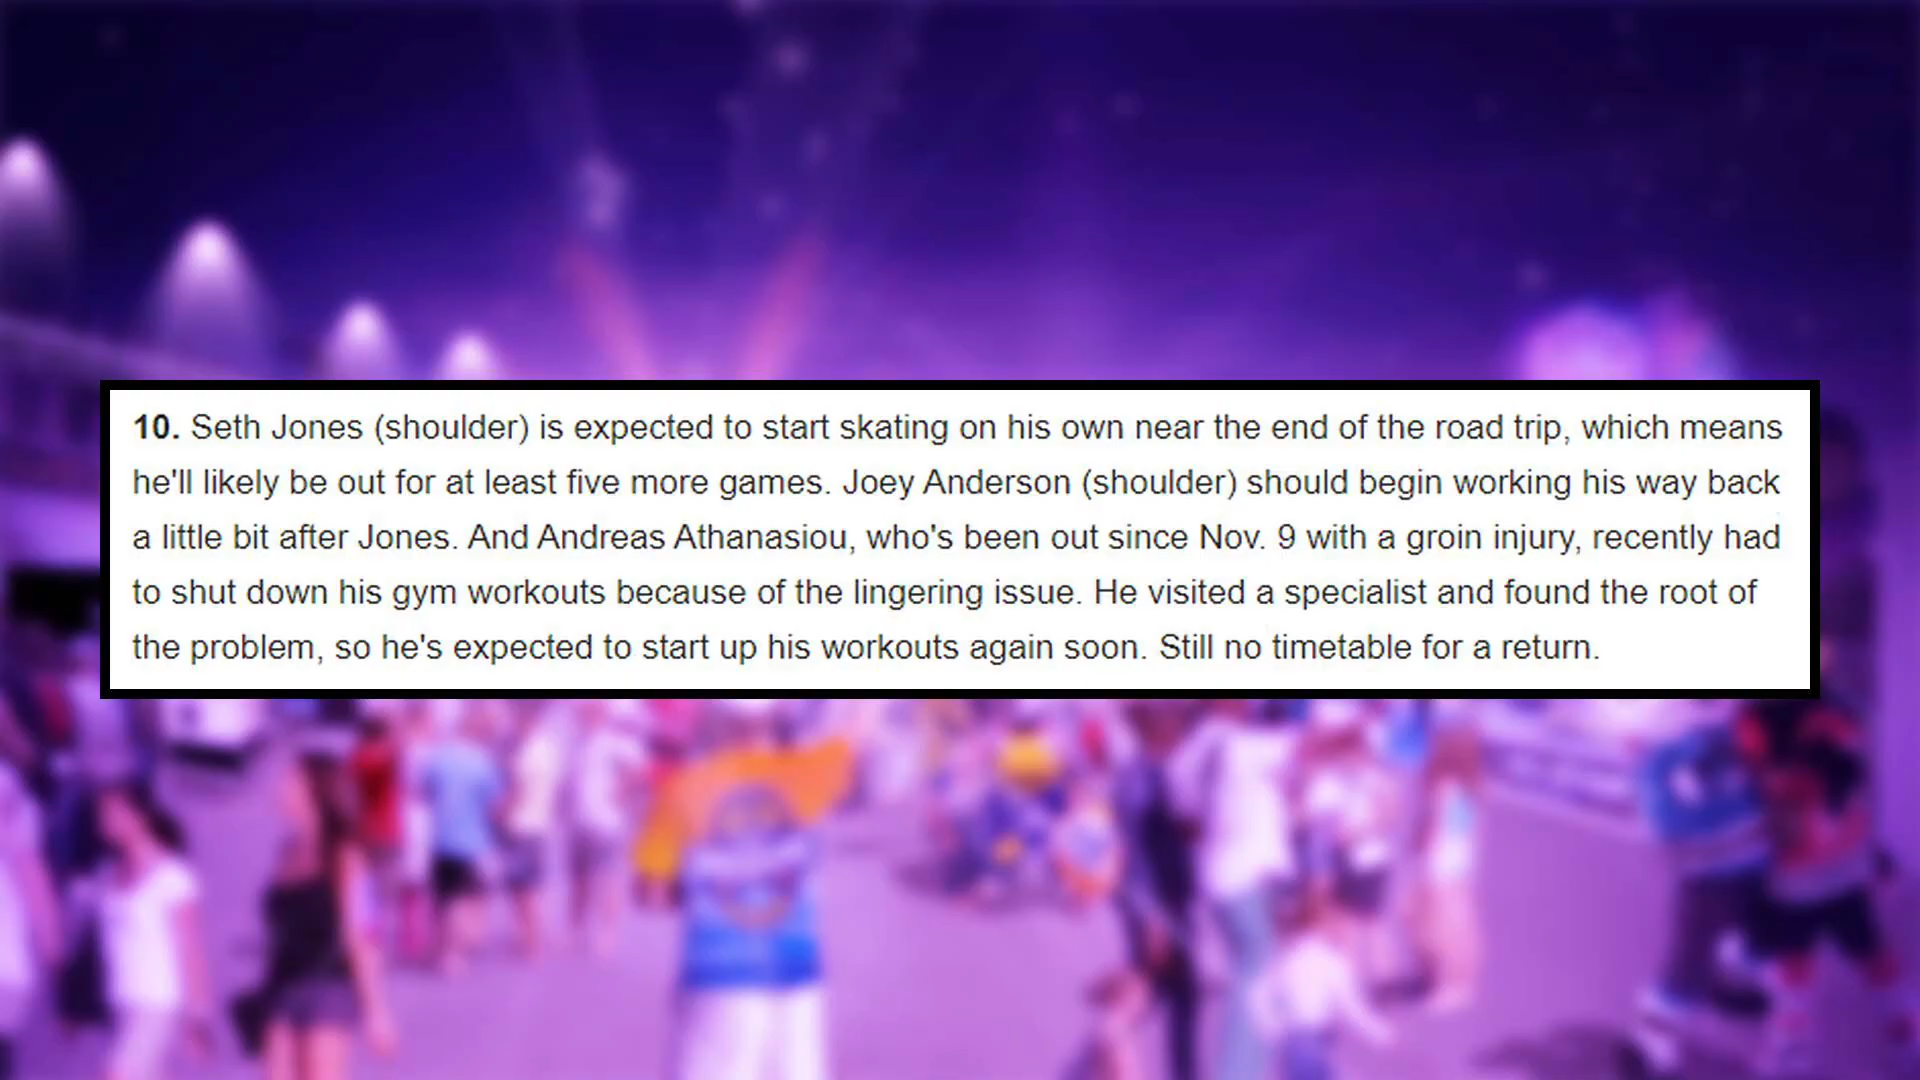 10. Seth Jones (shoulder) is expected to start skating on his own near the end of the road trip, which means
he'll likely be out for at least five more games. Joey Anderson (shoulder) should begin working his way back
a little bit after Jones. And Andreas Athanasiou, who's been out since Nov. 9 with a groin injury, recently had
to shut down his gym workouts because of the lingering issue. He visited a specialist and found the root of
the problem, so he's expected to start up his workouts again soon. Still no timetable for a return.